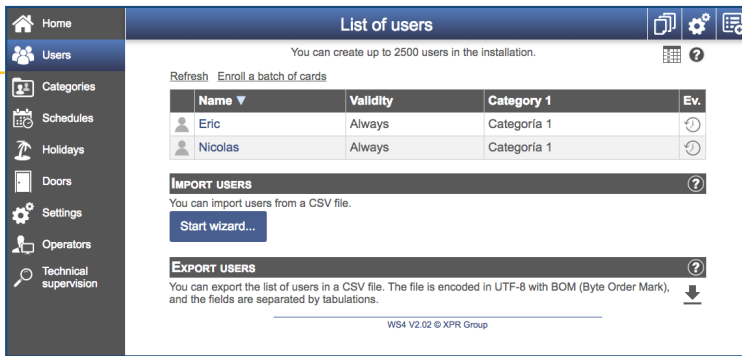 Home
List of users
Users
You can create up to 2500 users in the installation.
Refresh Enroll a batch of cards
Categories
Name ▼ Validity Category 1 Ev.
Schedules
Eric Always Categoría 1
Holidays
Nicolas Always Categoría 1
Doors
IMPORT USERS
You can import users from a CSV file.
Settings
Start wizard...
Operators
Technical
supervision
EXPORT USERS
You can export the list of users in a CSV file. The file is encoded in UTF-8 with BOM (Byte Order Mark),
and the fields are separated by tabulations.
WS4 V2.02 © XPR Group